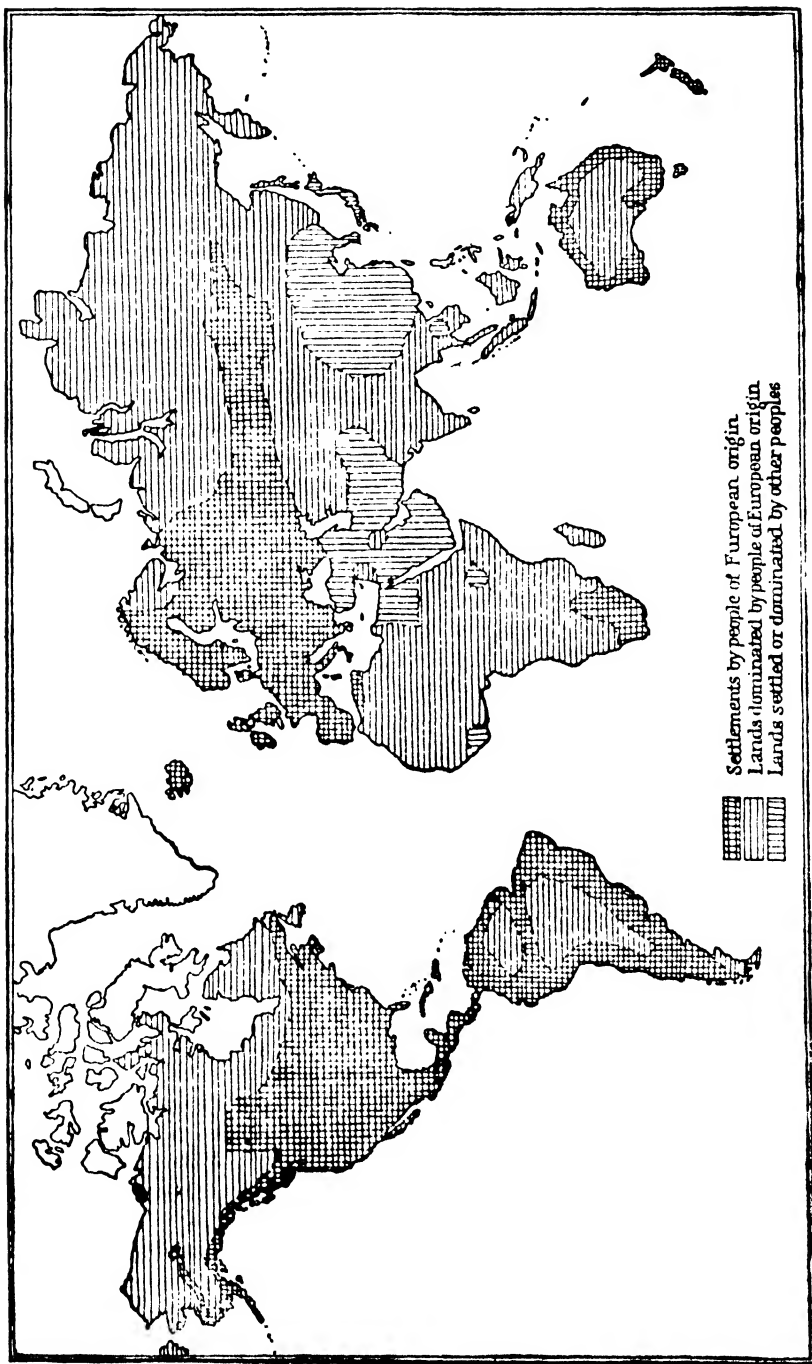 Settlements by people of European origin.
Lands dominated by people of European origin
Lands settled or dominated by other peoples